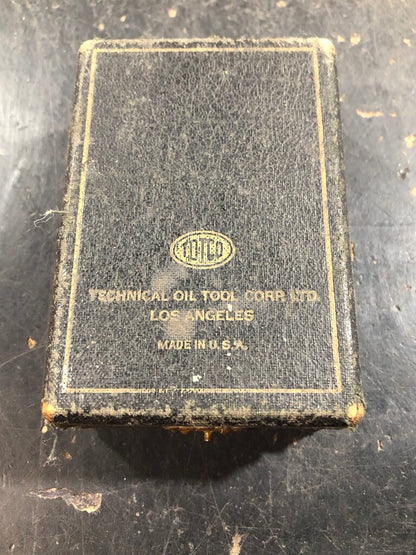 TOTCO
TECHNICAL OIL TOOL CORP. LTD.
LOS ANGELES
MADE IN U.S.A.